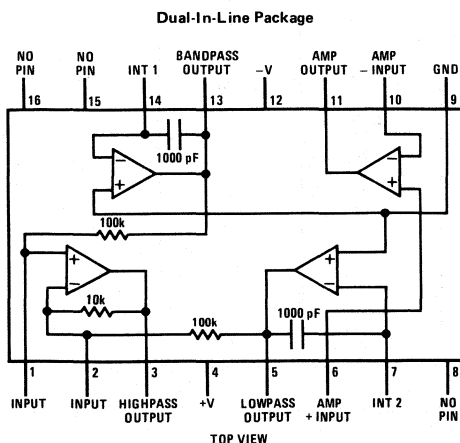 Dual-In-Line Package
NO PIN
NO PIN
INT 1
BANDPASS OUTPUT
−V
AMP OUTPUT
AMP − INPUT
GND
16
15
14
13
12
11
10
9
1000 pF
−
+
−
+
100k
+
−
+
−
10k
100k
1000 pF
1
2
3
4
5
6
7
8
INPUT
INPUT
HIGHPASS OUTPUT
+V
LOWPASS OUTPUT
AMP + INPUT
INT 2
NO PIN
TOP VIEW